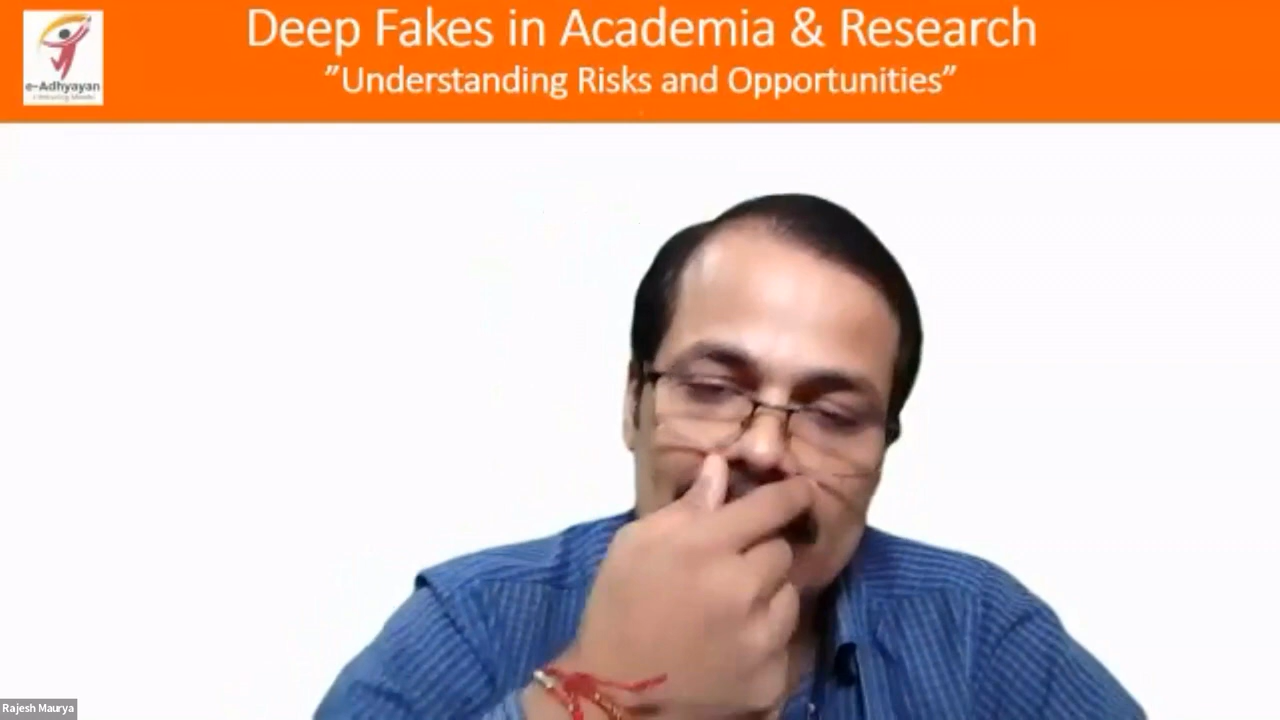 Deep Fakes in Academia & Research
"Understanding Risks and Opportunities"
e-Adhyayan
Rajesh Maurya